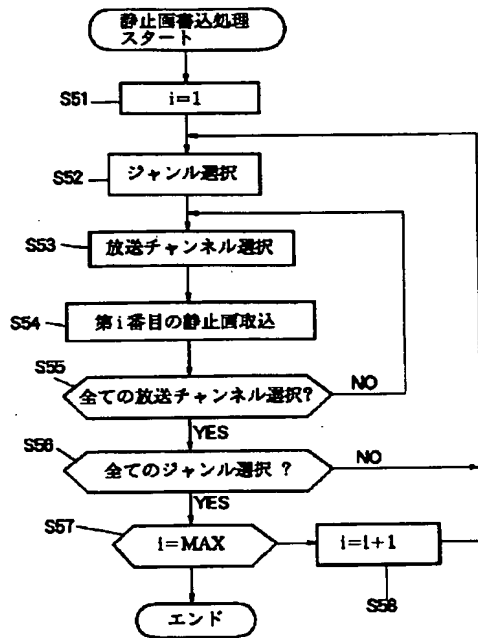 静止画書込処理
スタート
S51
i=1
S52
ジャンル選択
S53
放送チャンネル選択
S54
第i番目の静止画取込
S55
全ての放送チャンネル選択?
NO
YES
S56
全てのジャンル選択 ?
NO
YES
S57
i=MAX
i=i+1
S58
エンド